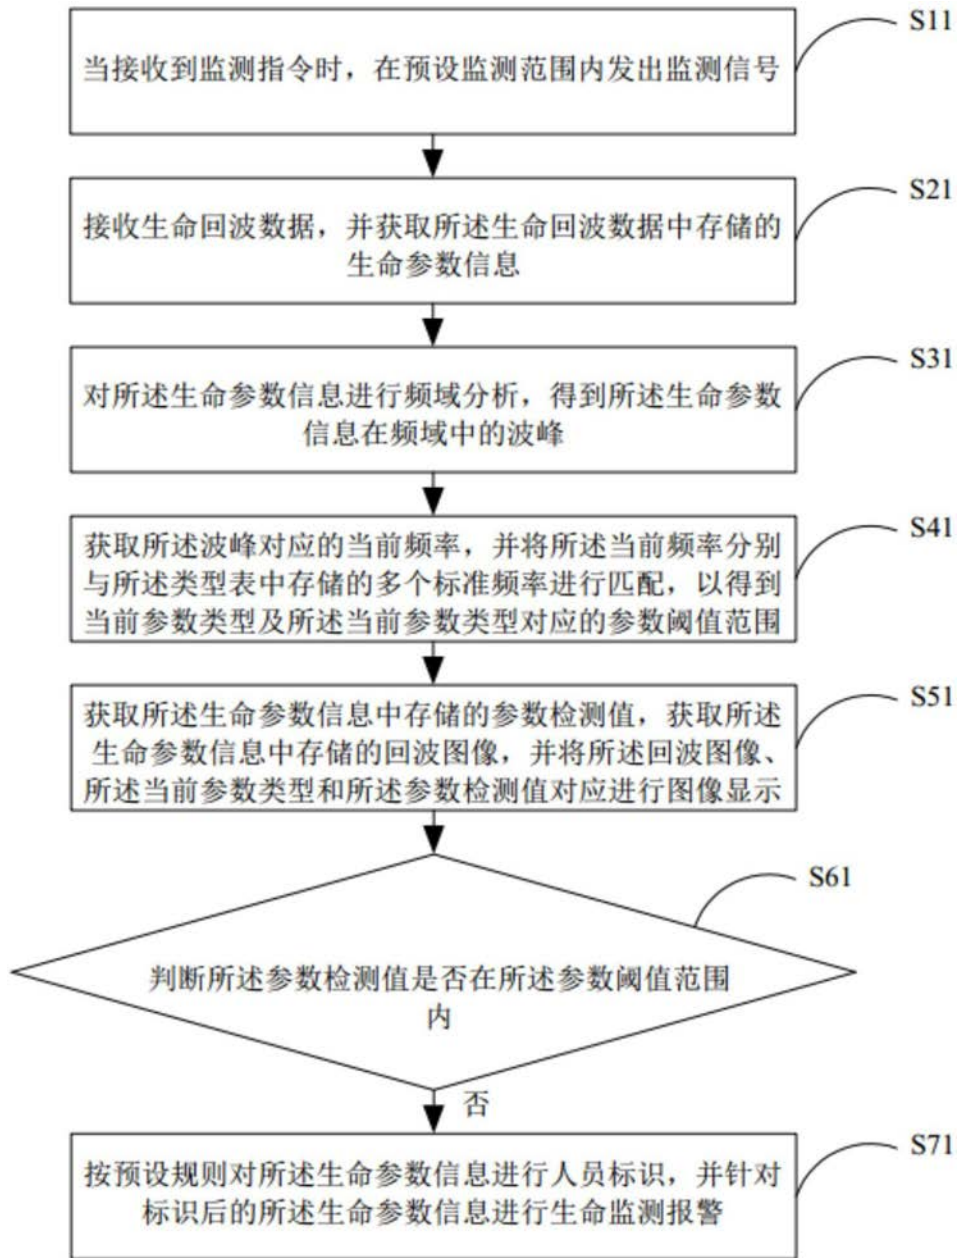 S11
当接收到监测指令时，在预设监测范围内发出监测信号
S21
接收生命回波数据，并获取所述生命回波数据中存储的
生命参数信息
S31
对所述生命参数信息进行频域分析，得到所述生命参数
信息在频域中的波峰
S41
获取所述波峰对应的当前频率，并将所述当前频率分别
与所述类型表中存储的多个标准频率进行匹配，以得到
当前参数类型及所述当前参数类型对应的参数阈值范围
S51
获取所述生命参数信息中存储的参数检测值，获取所述
生命参数信息中存储的回波图像，并将所述回波图像、
所述当前参数类型和所述参数检测值对应进行图像显示
S61
判断所述参数检测值是否在所述参数阈值范围
内
否
S71
按预设规则对所述生命参数信息进行人员标识，并针对
标识后的所述生命参数信息进行生命监测报警